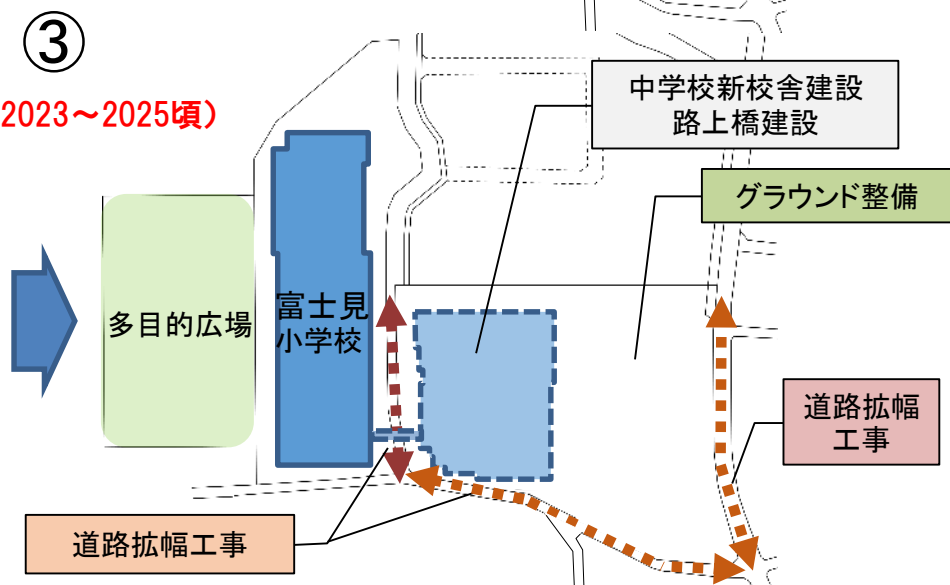 ③
2023～2025頃）
中学校新校舎建設
路上橋建設
グラウンド整備
多目的広場
富士見
小学校
道路拡幅
工事
道路拡幅工事